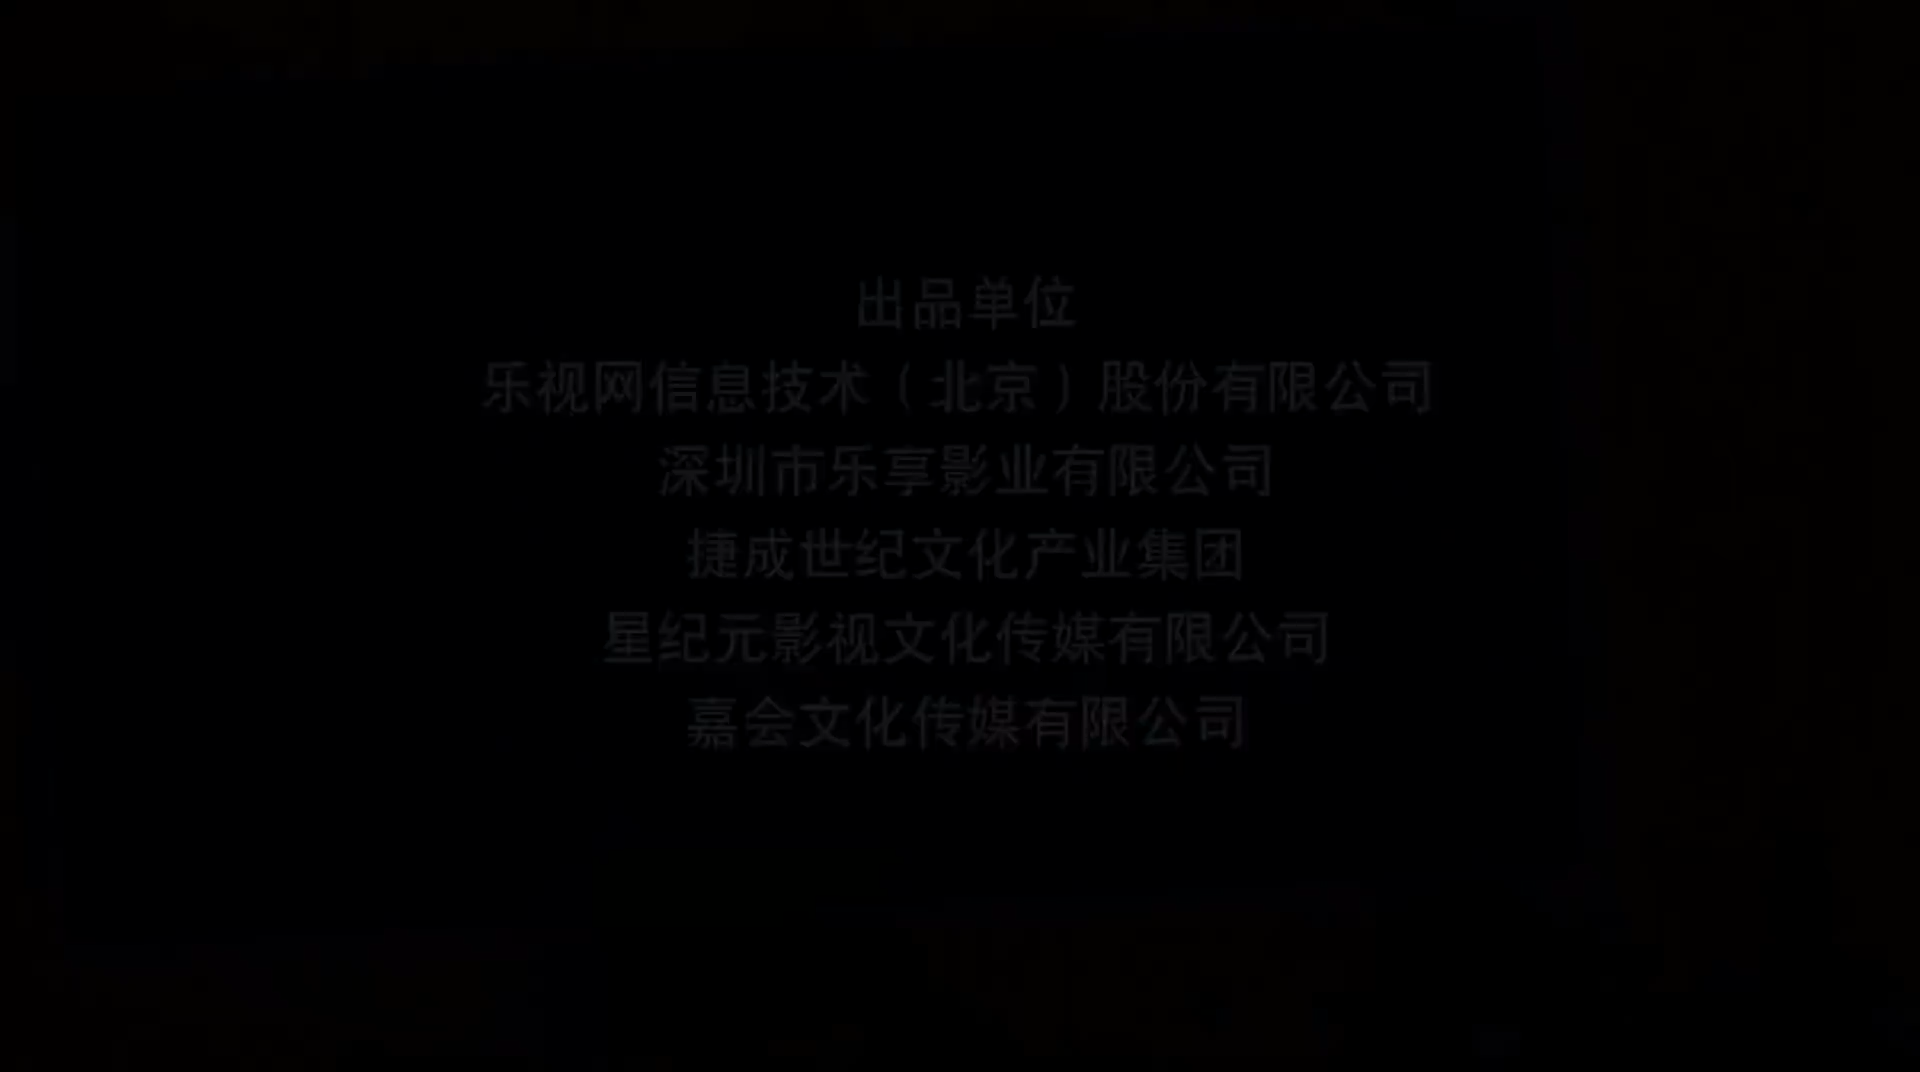 出品单位
乐视网信息技术（北京）股份有限公司
深圳市乐享影业有限公司
捷成世纪文化产业集团
星纪元影视文化传媒有限公司
嘉会文化传媒有限公司